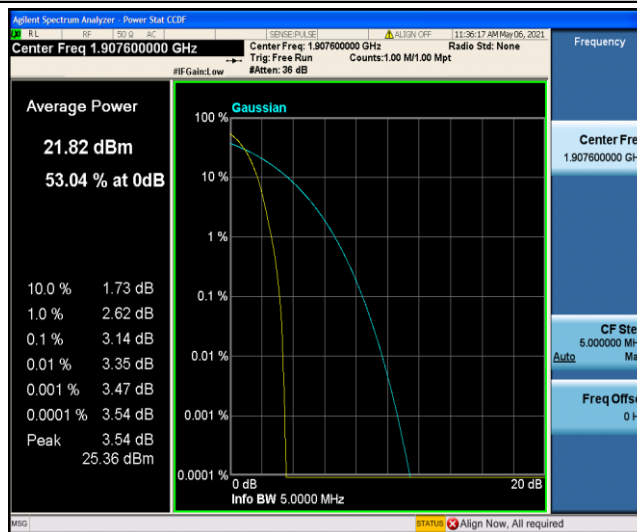 Agilent Spectrum Analyzer - Power Stat CCDF
RL RF 50 Ω AC SENSE:PULSE ALIGN OFF 11:36:17 AM May 06, 2021
Center Freq 1.907600000 GHz
Center Freq: 1.907600000 GHz Radio Std: None
Trig: Free Run Counts:1.00 M/1.00 Mpt
#IFGain:Low #Atten: 36 dB
Frequency
Average Power
21.82 dBm
53.04 % at 0dB
10.0 % 1.73 dB
1.0 % 2.62 dB
0.1 % 3.14 dB
0.01 % 3.35 dB
0.001 % 3.47 dB
0.0001 % 3.54 dB
Peak 3.54 dB
25.36 dBm
Gaussian
100 %
10 %
1 %
0.1 %
0.01 %
0.001 %
0.0001 %
0 dB 20 dB
Info BW 5.0000 MHz
Center Fre
1.907600000 GH
CF Ste
5.000000 MH
Auto Ma
Freq Offs
0 H
MSG STATUS Align Now, All required